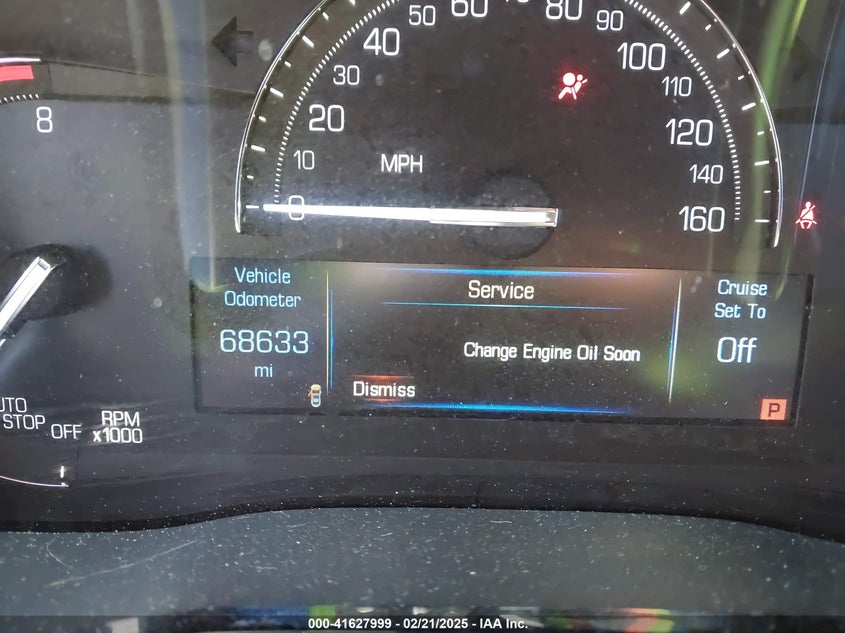 50
60
80
90
40
100
30
110
8
20
120
10
MPH
140
0
160
Vehicle
Odometer
68633
mi
Service
Change Engine Oil Soon
Dismiss
Cruise
Set To
Off
P
STOP
OFF
RPM
x1000
000-41627999 - 02/21/2025 - IAA Inc.